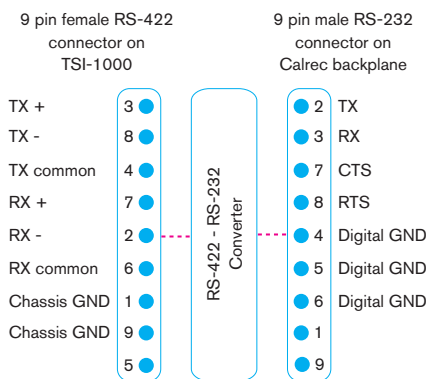 9 pin female RS-422
connector on
TSI-1000
9 pin male RS-232
connector on
Calrec backplane
TX + 3
TX - 8
TX common 4
RX + 7
RX - 2
RX common 6
Chassis GND 1
Chassis GND 9
5
RS-422 - RS-232
Converter
2 TX
3 RX
7 CTS
8 RTS
4 Digital GND
5 Digital GND
6 Digital GND
1
9